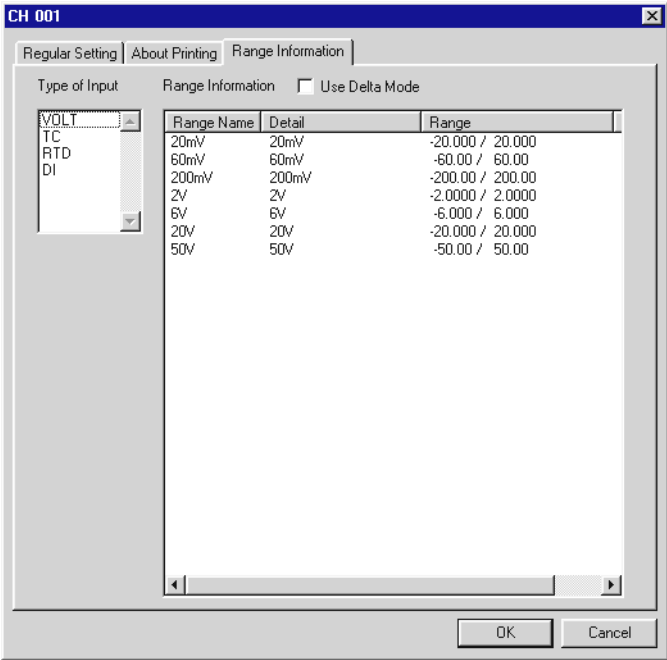 CH 001
Regular Setting About Printing Range Information
Type of Input Range Information Use Delta Mode
VOLT
TC
RTD
DI
Range Name Detail Range
20mV 20mV -20.000 / 20.000
60mV 60mV -60.00 / 60.00
200mV 200mV -200.00 / 200.00
2V 2V -2.0000 / 2.0000
6V 6V -6.000 / 6.000
20V 20V -20.000 / 20.000
50V 50V -50.00 / 50.00
OK Cancel